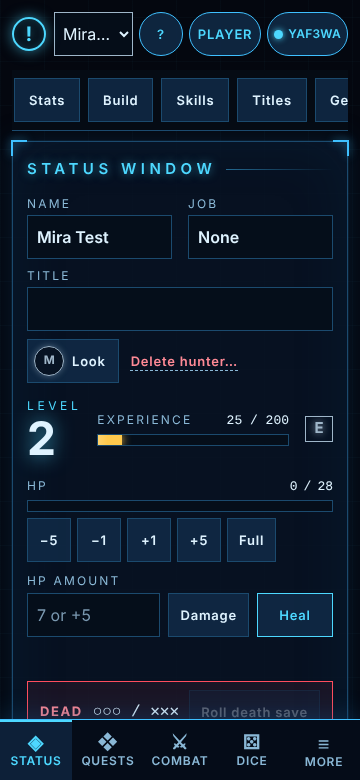 ! Mira... ? PLAYER YAF3WA
Stats Build Skills Titles Ge
STATUS WINDOW
NAME JOB
Mira Test None
TITLE
M Look Delete hunter...
LEVEL
2 EXPERIENCE 25 / 200 E
HP 0 / 28
−5 −1 +1 +5 Full
HP AMOUNT
7 or +5 Damage Heal
DEAD ○○○ / ××× Roll death save
STATUS QUESTS COMBAT DICE MORE